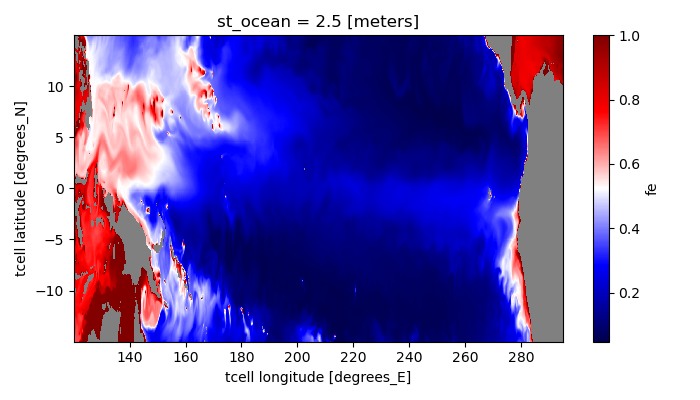 st_ocean = 2.5 [meters]
10
5
0
−5
−10
tcell latitude [degrees_N]
140 160 180 200 220 240 260 280
tcell longitude [degrees_E]
1.0
0.8
0.6
0.4
0.2
fe